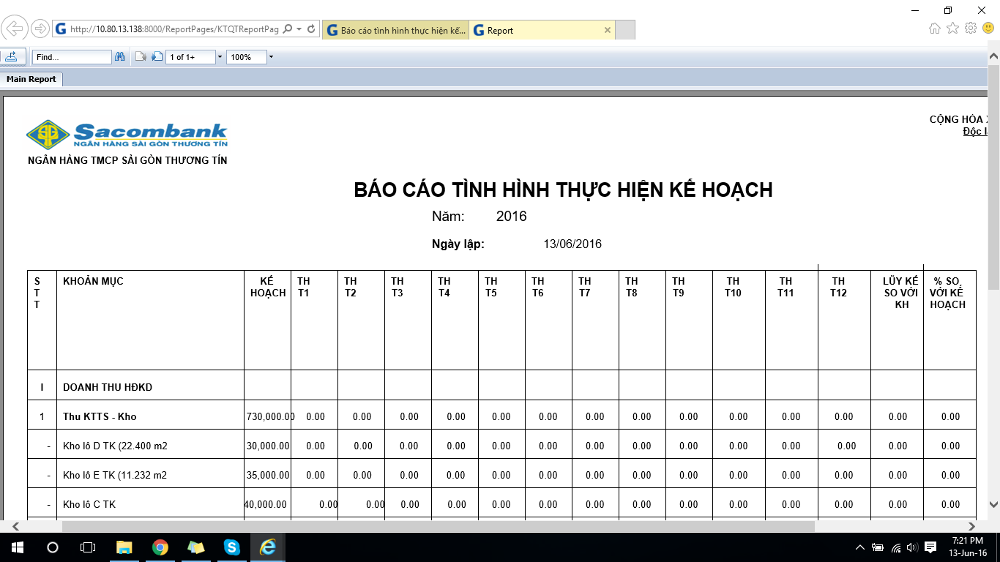 http://10.80.13.138:8000/ReportPages/KTQTReportPag
Báo cáo tình hình thực hiện kế...
Report
Find...
1 of 1+
100%
Main Report
Sacombank
NGÂN HÀNG SÀI GÒN THƯƠNG TÍN
NGÂN HÀNG TMCP SÀI GÒN THƯƠNG TÍN
CỘNG HÒA
Độc l
BÁO CÁO TÌNH HÌNH THỰC HIỆN KẾ HOẠCH
Năm: 2016
Ngày lập: 13/06/2016
S T T KHOẢN MỤC KẾ HOẠCH TH T1 TH T2 TH T3 TH T4 TH T5 TH T6 TH T7 TH T8 TH T9 TH T10 TH T11 TH T12 LŨY KẾ SO VỚI KH % SO VỚI KẾ HOẠCH
I DOANH THU HĐKD
1 Thu KTTS - Kho 730,000.00 0.00 0.00 0.00 0.00 0.00 0.00 0.00 0.00 0.00 0.00 0.00 0.00 0.00 0.00
- Kho lô D TK (22.400 m2 30,000.00 0.00 0.00 0.00 0.00 0.00 0.00 0.00 0.00 0.00 0.00 0.00 0.00 0.00 0.00
- Kho lô E TK (11.232 m2 35,000.00 0.00 0.00 0.00 0.00 0.00 0.00 0.00 0.00 0.00 0.00 0.00 0.00 0.00 0.00
- Kho lô C TK 40,000.00 0.00 0.00 0.00 0.00 0.00 0.00 0.00 0.00 0.00 0.00 0.00 0.00 0.00 0.00
7:21 PM
13-Jun-16